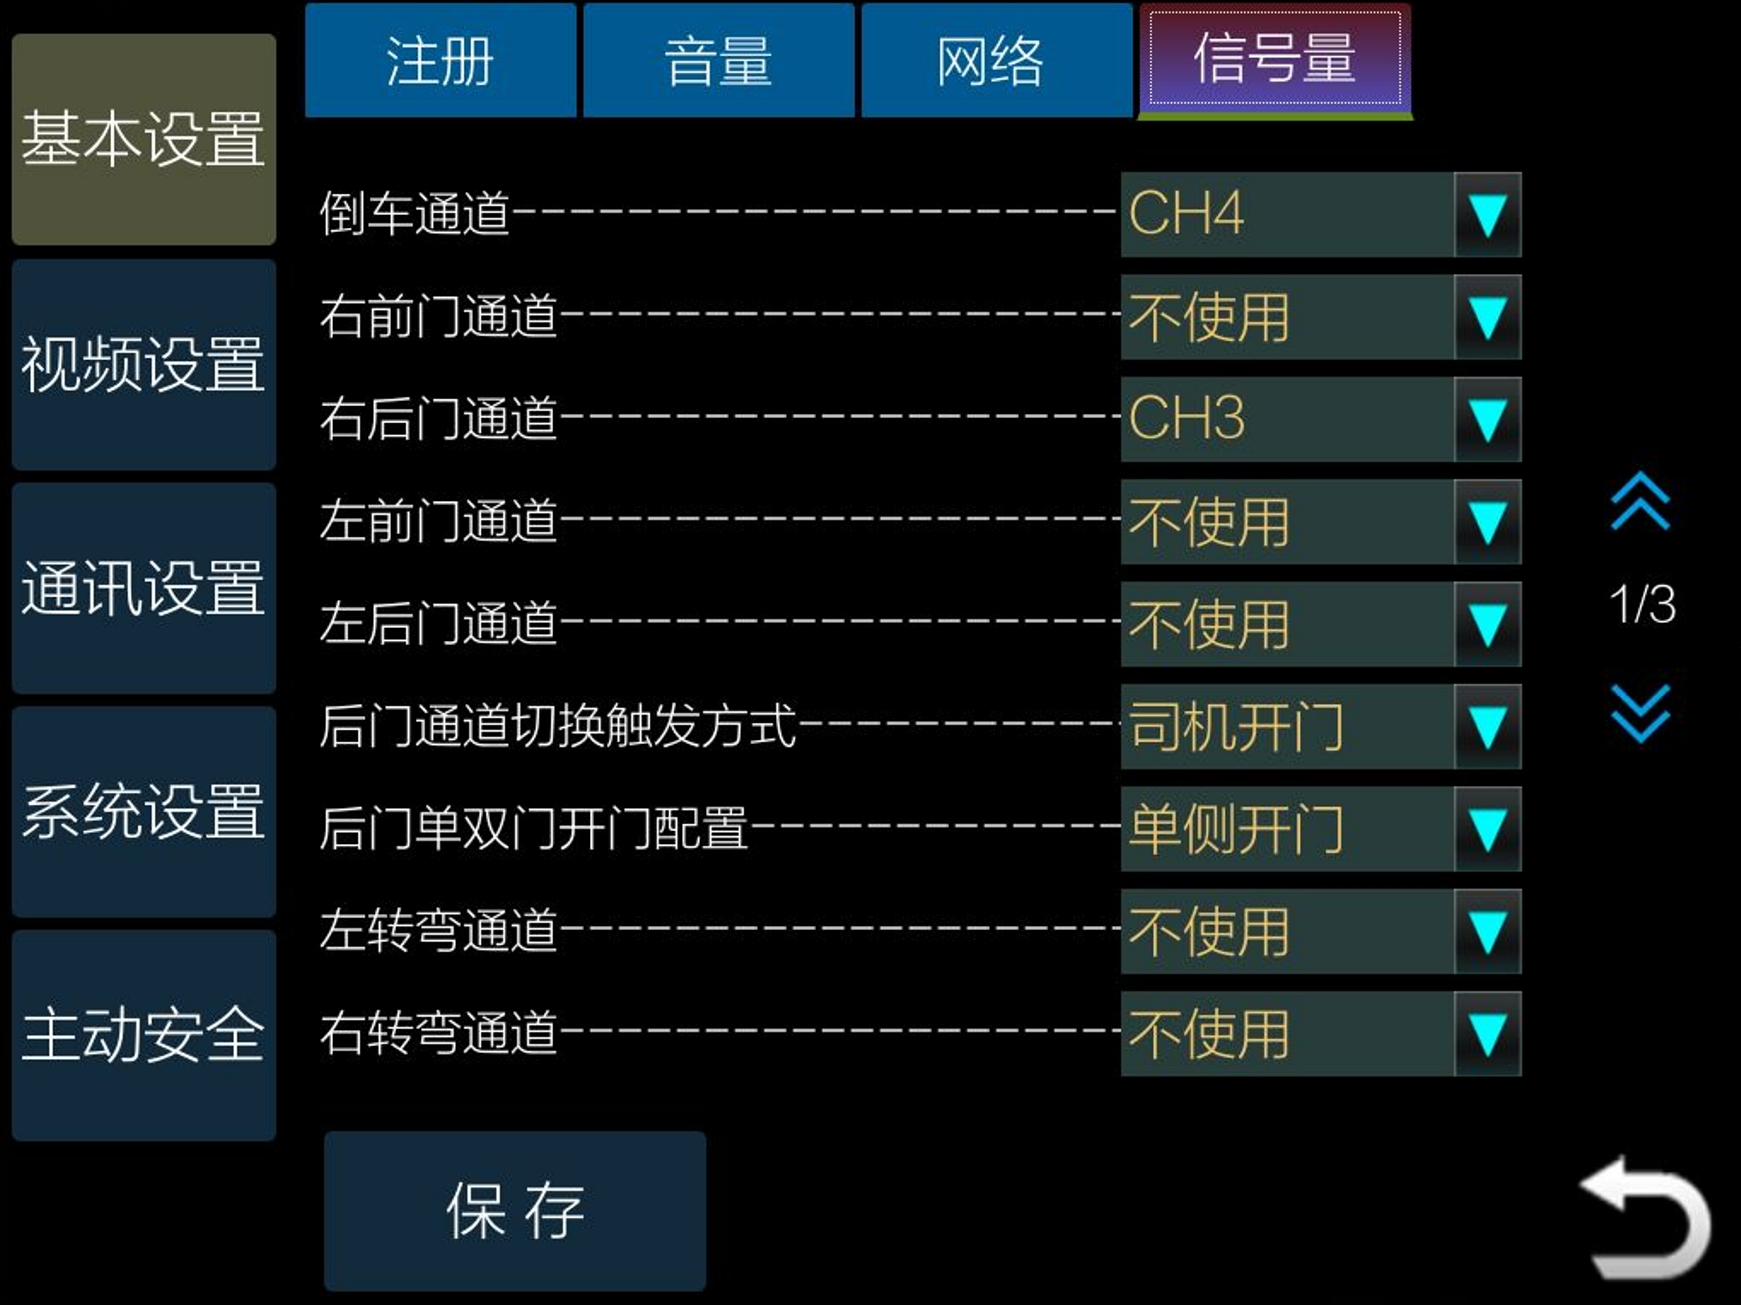 注册 音量 网络 信号量
基本设置
视频设置
通讯设置
系统设置
主动安全
倒车通道 CH4
右前门通道 不使用
右后门通道 CH3
左前门通道 不使用
左后门通道 不使用
后门通道切换触发方式 司机开门
后门单双门开门配置 单侧开门
左转弯通道 不使用
右转弯通道 不使用
1/3
保存